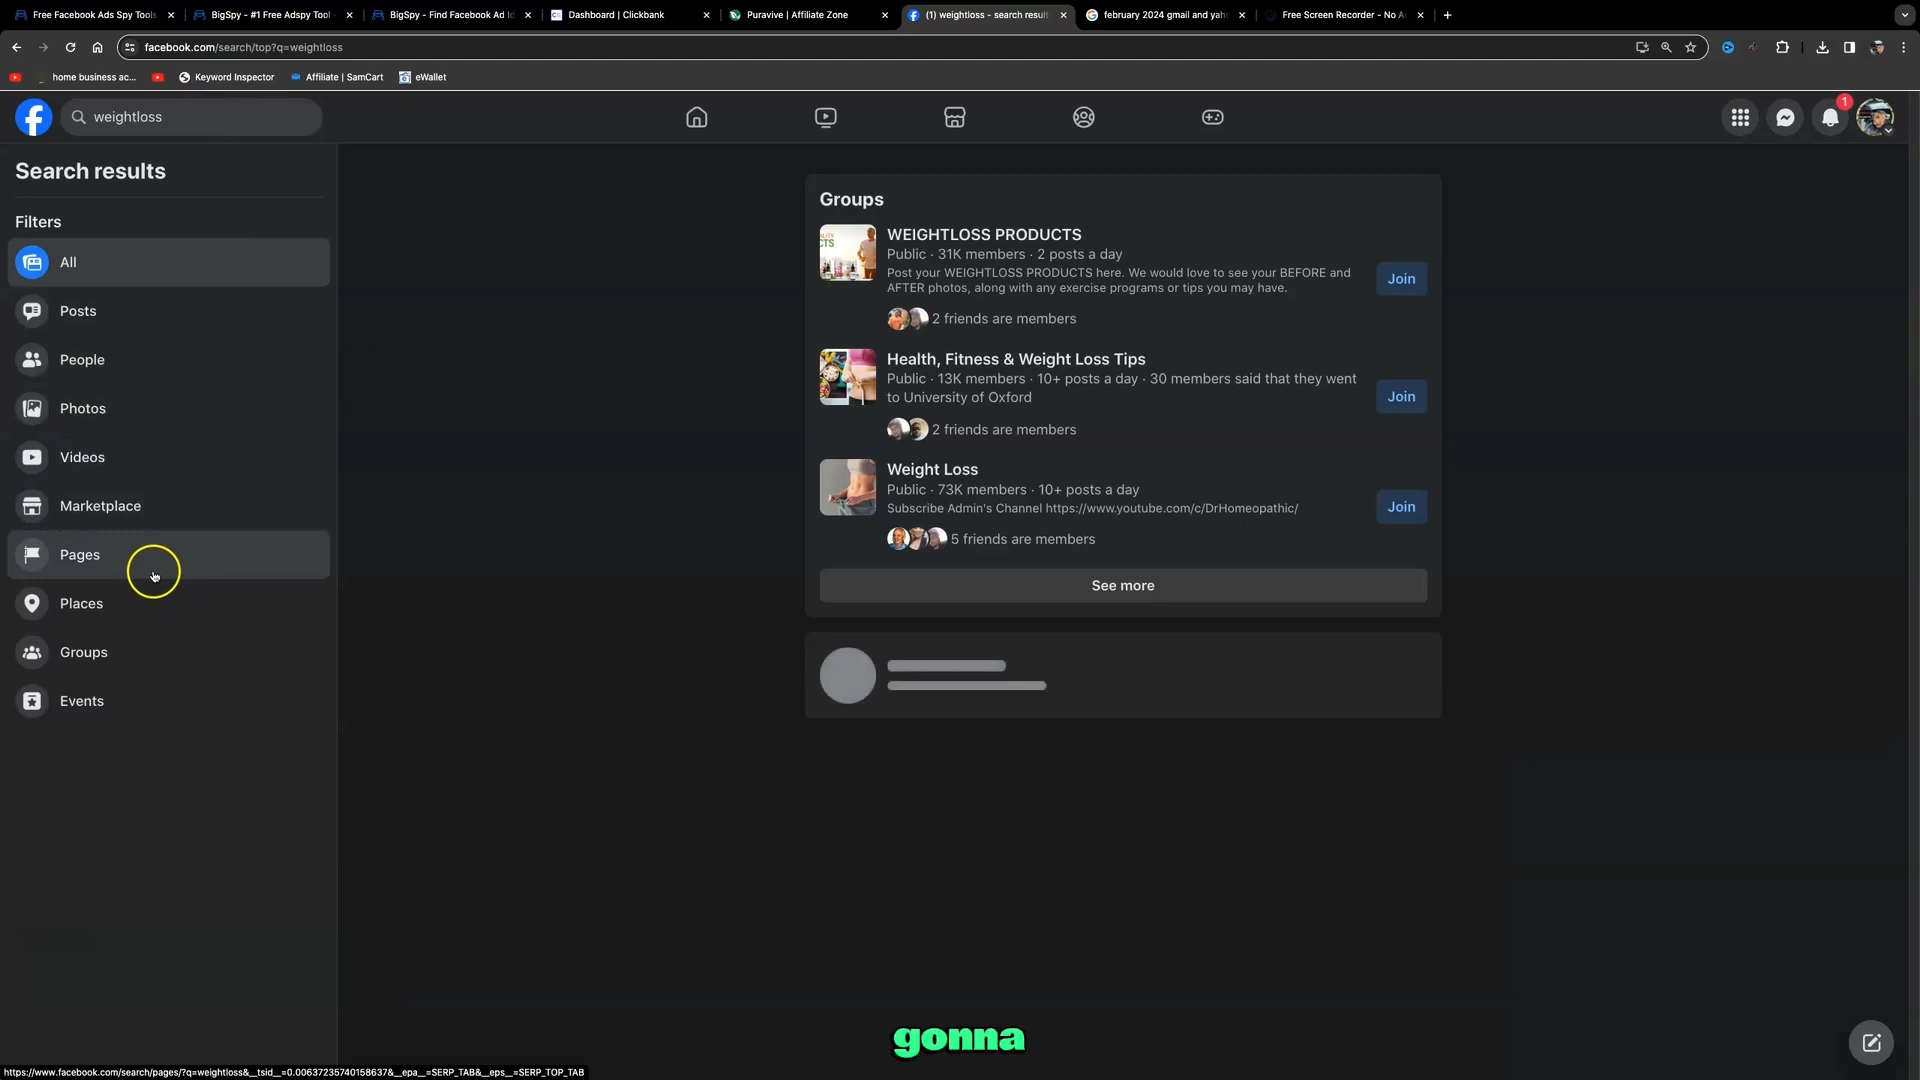 Free Facebook Ads Spy Tools
BigSpy - #1 Free Adspy Tool -
BigSpy - Find Facebook Ad Id
Dashboard | Clickbank
Puravive | Affiliate Zone
(1) weightloss - search result
february 2024 gmail and yah
Free Screen Recorder - No A
facebook.com/search/top?q=weightloss
home business ac...
Keyword Inspector
Affiliate | SamCart
eWallet
weightloss
1
Search results
Filters
All
Posts
People
Photos
Videos
Marketplace
Pages
Places
Groups
Events
Groups
WEIGHTLOSS PRODUCTS
Public · 31K members · 2 posts a day
Post your WEIGHTLOSS PRODUCTS here. We would love to see your BEFORE and
AFTER photos, along with any exercise programs or tips you may have.
Join
2 friends are members
Health, Fitness & Weight Loss Tips
Public · 13K members · 10+ posts a day · 30 members said that they went
to University of Oxford
Join
2 friends are members
Weight Loss
Public · 73K members · 10+ posts a day
Subscribe Admin's Channel https://www.youtube.com/c/DrHomeopathic/
Join
5 friends are members
See more
gonna
https://www.facebook.com/search/pages/?q=weightloss&__tsid__=0.00637235740158637&__epa__=SERP_TAB&__eps__=SERP_TOP_TAB